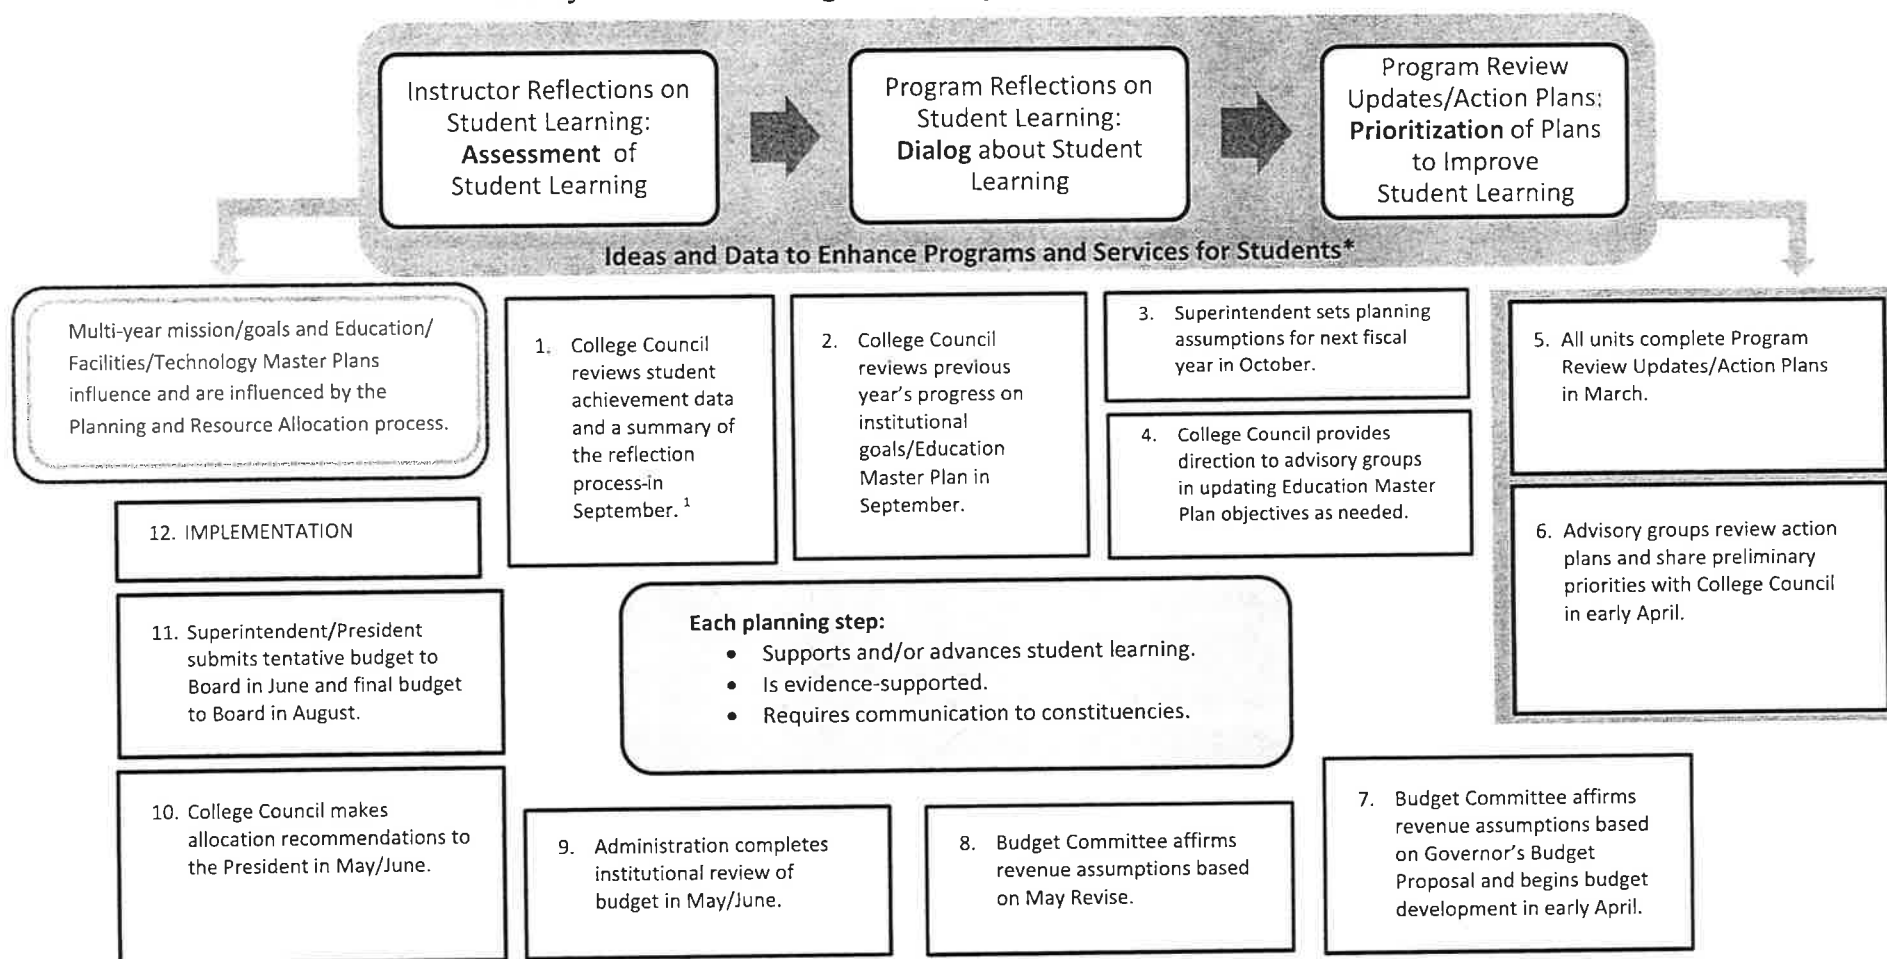 Instructor Reflections on
Student Learning:
Assessment of
Student Learning
Program Reflections on
Student Learning:
Dialog about Student
Learning
Program Review
Updates/Action Plans:
Prioritization of Plans
to Improve
Student Learning
Ideas and Data to Enhance Programs and Services for Students*
Multi-year mission/goals and Education/
Facilities/Technology Master Plans
influence and are influenced by the
Planning and Resource Allocation process.
1. College Council
reviews student
achievement data
and a summary of
the reflection
process-in
September. 1
2. College Council
reviews previous
year's progress on
institutional
goals/Education
Master Plan in
September.
3. Superintendent sets planning
assumptions for next fiscal
year in October.
4. College Council provides
direction to advisory groups
in updating Education Master
Plan objectives as needed.
5. All units complete Program
Review Updates/Action Plans
in March.
6. Advisory groups review action
plans and share preliminary
priorities with College Council
in early April.
12. IMPLEMENTATION
11. Superintendent/President
submits tentative budget to
Board in June and final budget
to Board in August.
Each planning step:
• Supports and/or advances student learning.
• Is evidence-supported.
• Requires communication to constituencies.
10. College Council makes
allocation recommendations to
the President in May/June.
9. Administration completes
institutional review of
budget in May/June.
8. Budget Committee affirms
revenue assumptions based
on May Revise.
7. Budget Committee affirms
revenue assumptions based
on Governor's Budget
Proposal and begins budget
development in early April.